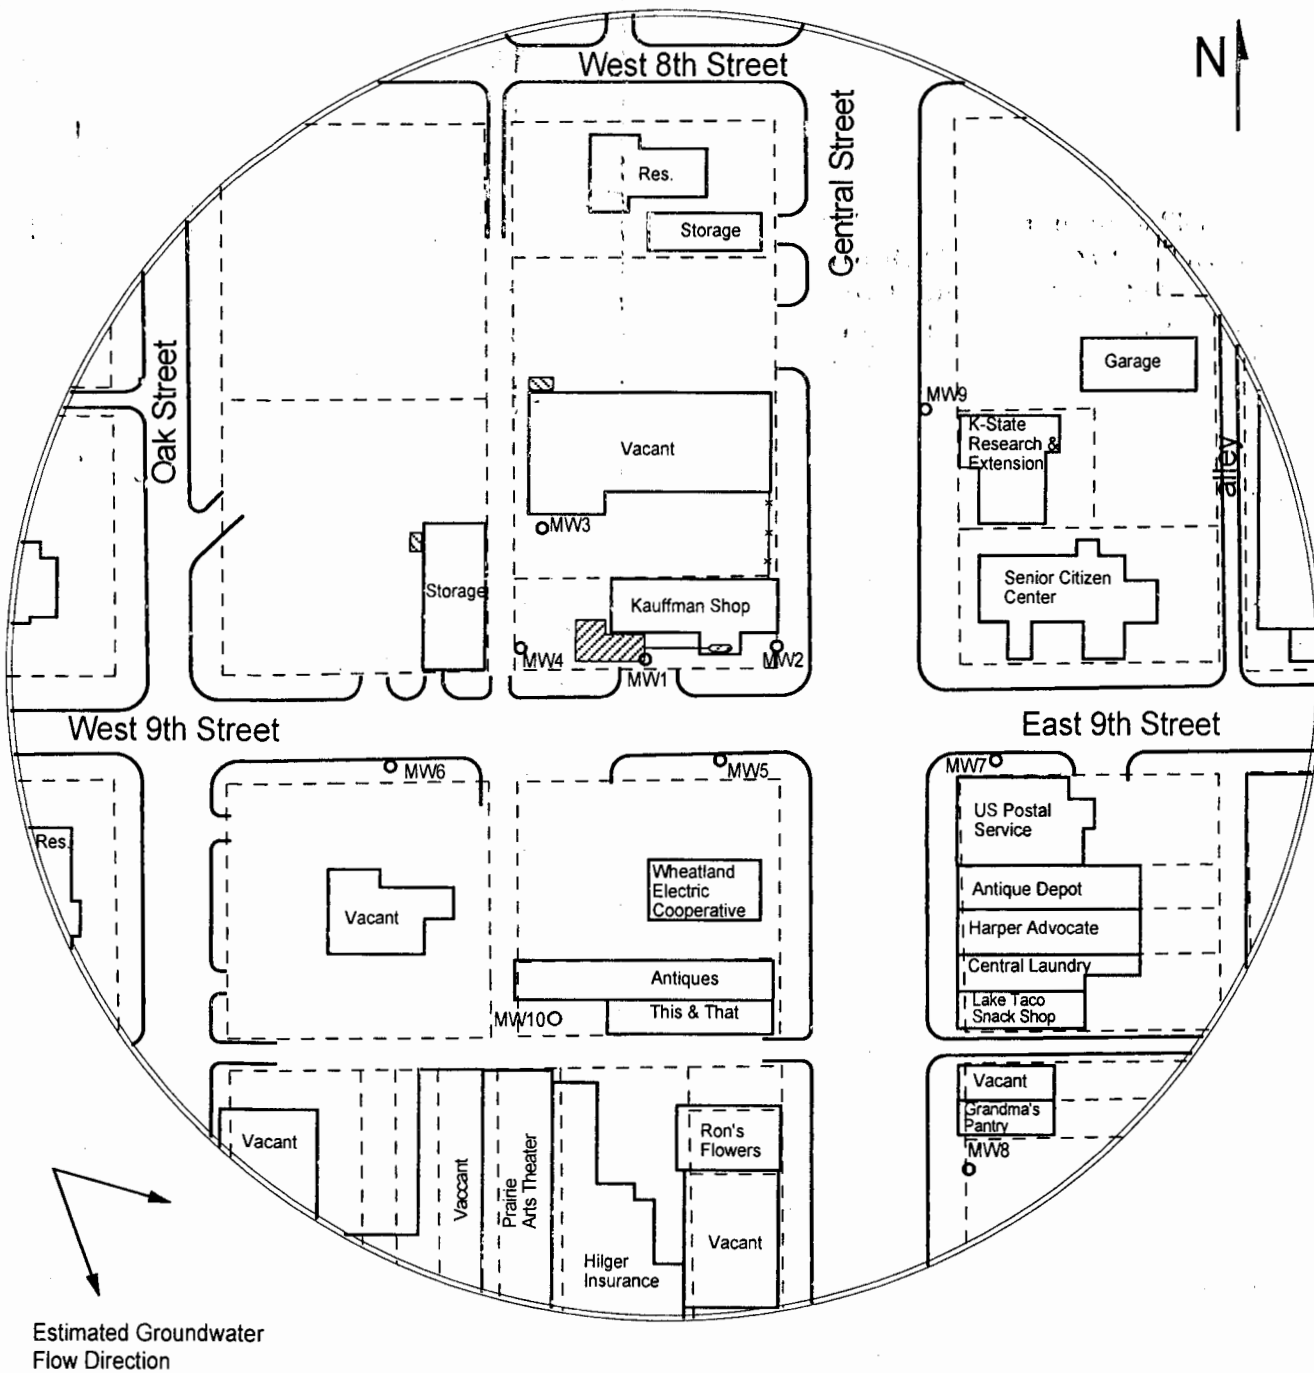 West 8th Street
N
Central Street
Res.
Storage
Oak Street
Garage
MW9
K-State
Research &
Extension
alley
Vacant
MW3
Storage
Kauffman Shop
Senior Citizen
Center
MW4
MW1
MW2
West 9th Street
East 9th Street
MW6
MW5
MW7
US Postal
Service
Res.
Wheatland
Electric
Cooperative
Antique Depot
Vacant
Harper Advocate
Antiques
Central Laundry
This & That
Lake Taco
Snack Shop
MW10
Vacant
Grandma's
Pantry
MW8
Vacant
Vaccant
Prairie
Arts Theater
Ron's
Flowers
Hilger
Insurance
Vacant
Estimated Groundwater
Flow Direction